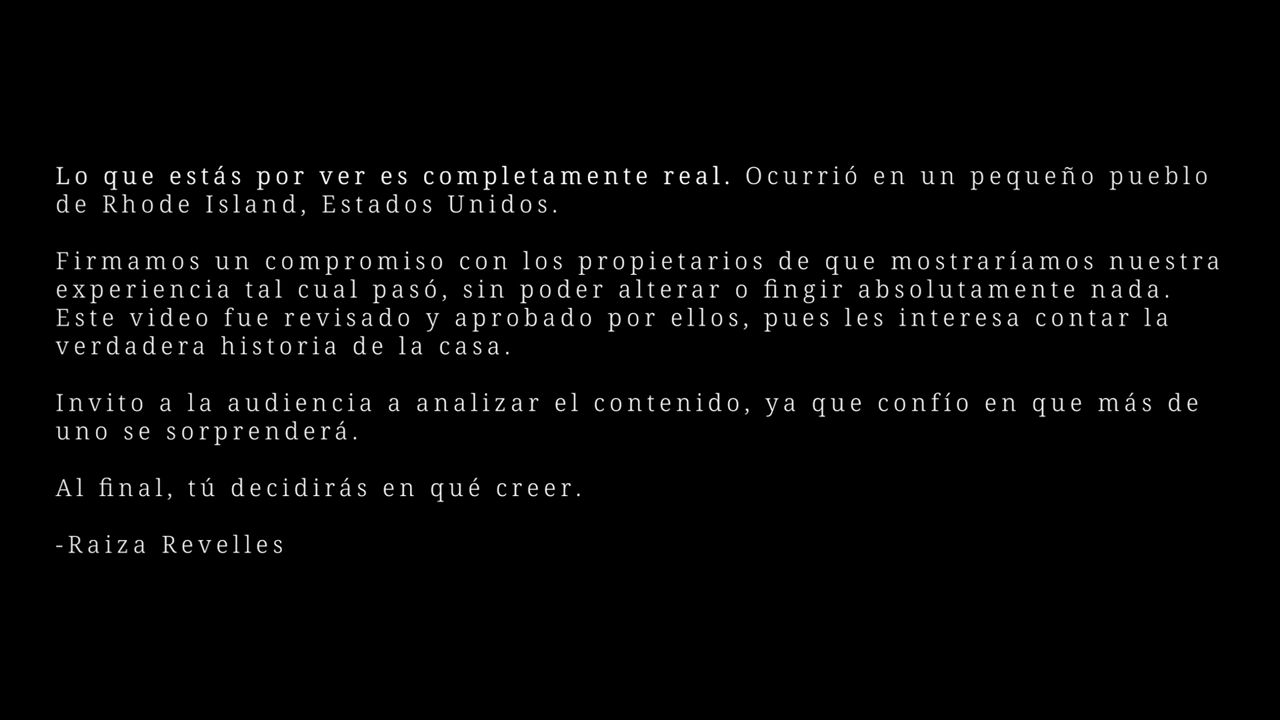 Lo que estás por ver es completamente real. Ocurrió en un pequeño pueblo
de Rhode Island, Estados Unidos.
Firmamos un compromiso con los propietarios de que mostraríamos nuestra
experiencia tal cual pasó, sin poder alterar o fingir absolutamente nada.
Este video fue revisado y aprobado por ellos, pues les interesa contar la
verdadera historia de la casa.
Invito a la audiencia a analizar el contenido, ya que confío en que más de
uno se sorprenderá.
Al final, tú decidirás en qué creer.
-Raiza Revelles